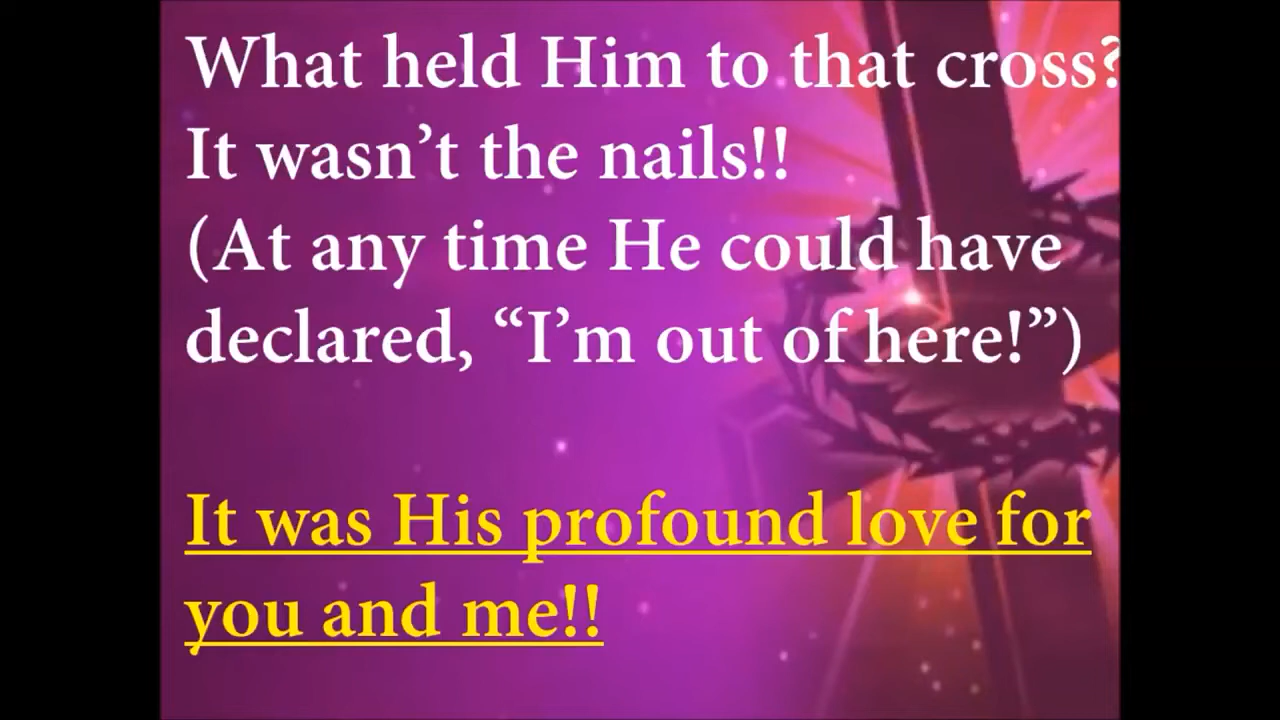 What held Him to that cross?
It wasn’t the nails!!
(At any time He could have
declared, “I’m out of here!”)
It was His profound love for
you and me!!